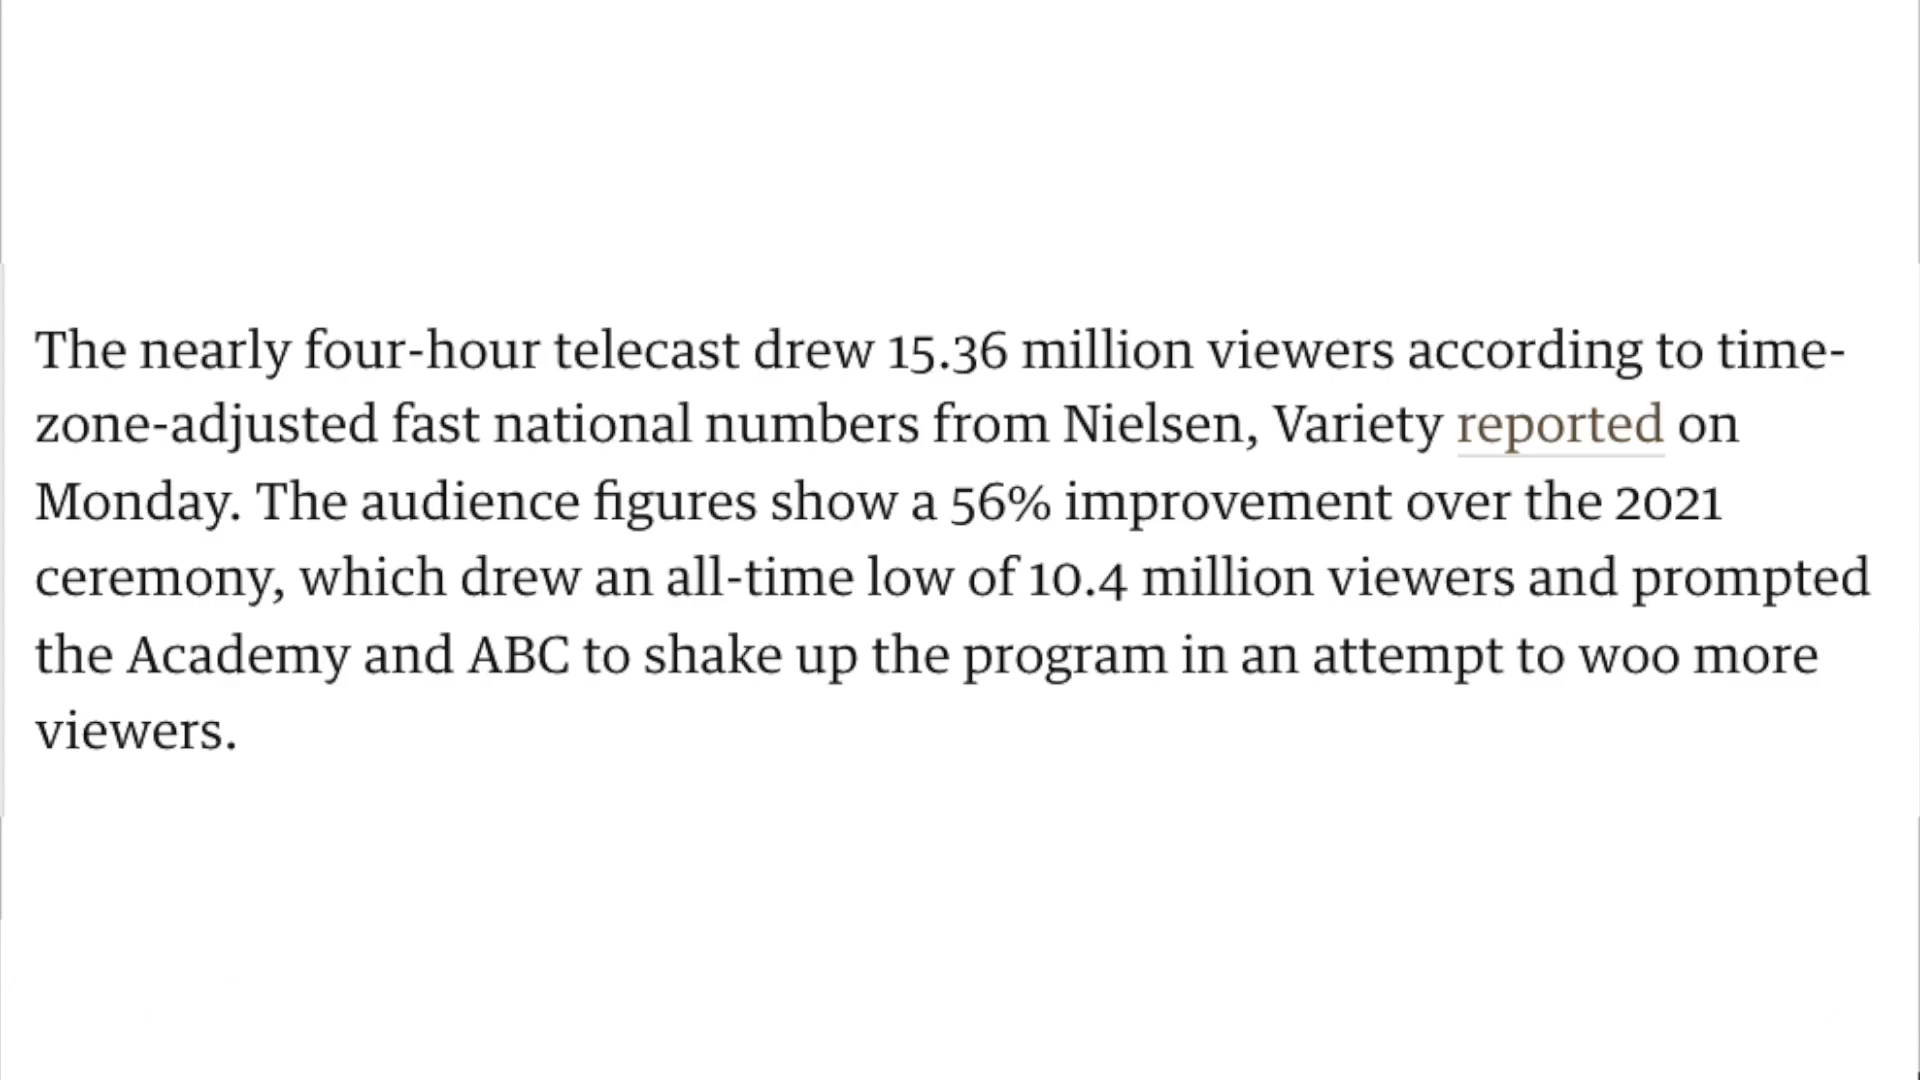 The nearly four-hour telecast drew 15.36 million viewers according to time-
zone-adjusted fast national numbers from Nielsen, Variety reported on
Monday. The audience figures show a 56% improvement over the 2021
ceremony, which drew an all-time low of 10.4 million viewers and prompted
the Academy and ABC to shake up the program in an attempt to woo more
viewers.